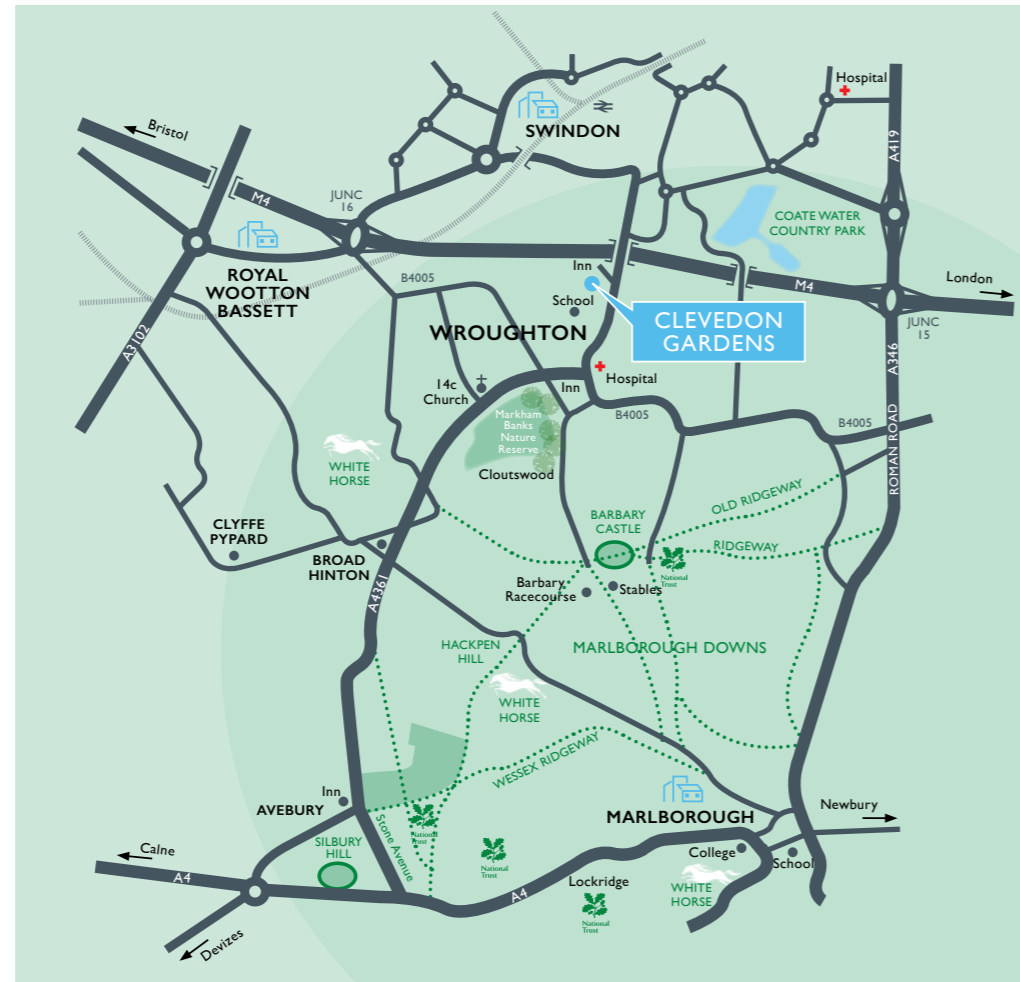 Hospital
Bristol
SWINDON
A419
M4
JUNC
16
COATE WATER
COUNTRY PARK
ROYAL
WOOTTON
BASSETT
B4005
Inn
School
M4
London
A3102
WROUGHTON
CLEVEDON
GARDENS
JUNC
15
A346
14c
Church
Inn
Hospital
B4005
B4005
Markham
Banks
Nature
Reserve
ROMAN ROAD
WHITE
HORSE
Cloutswood
OLD RIDGEWAY
BARBARY
CASTLE
RIDGEWAY
CLYFFE
PYPARD
BROAD
HINTON
National
Trust
Barbary
Racecourse
Stables
A4361
HACKPEN
HILL
MARLBOROUGH DOWNS
WHITE
HORSE
WESSEX RIDGEWAY
Inn
AVEBURY
MARLBOROUGH
Newbury
National
Trust
Stone Avenue
Calne
SILBURY
HILL
National
Trust
College
School
A4
A4
Lockridge
WHITE
HORSE
National
Trust
Devizes